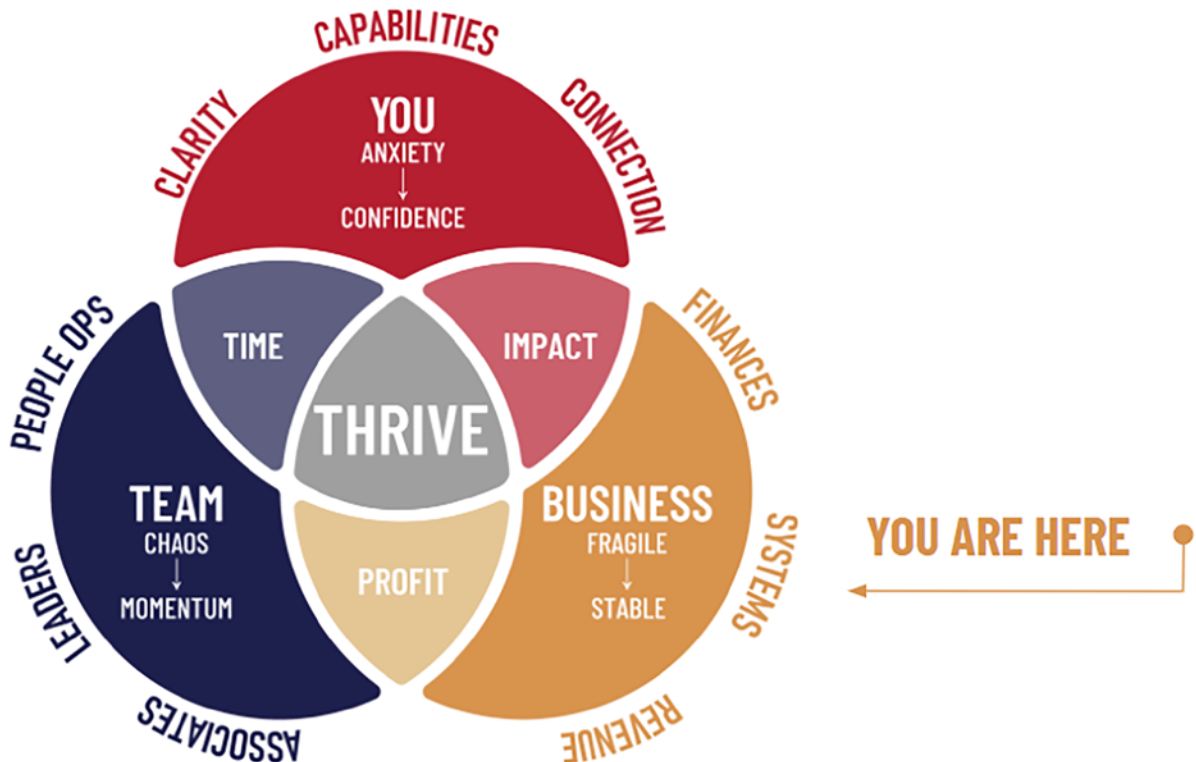 CAPABILITIES
CLARITY
CONNECTION
YOU
ANXIETY
CONFIDENCE
PEOPLE OPS
FINANCES
TIME
IMPACT
THRIVE
TEAM
CHAOS
MOMENTUM
BUSINESS
FRAGILE
STABLE
PROFIT
LEADERS
SYSTEMS
ASSOCIATES
REVENUE
YOU ARE HERE